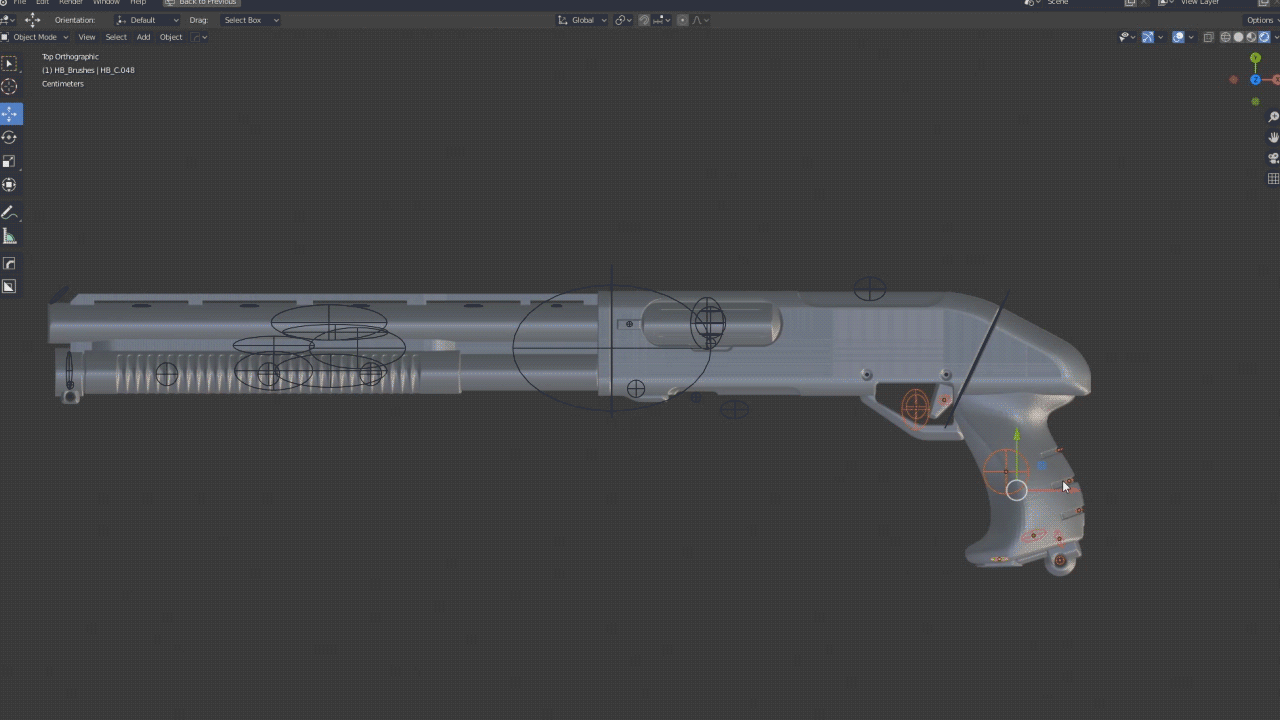 File Edit Render Window Help Back to Previous Scene View Layer
Orientation: Default Drag: Select Box Global Options
Object Mode View Select Add Object
Top Orthographic
(1) HB_Brushes | HB_C.048
Centimeters
Y
Z
X